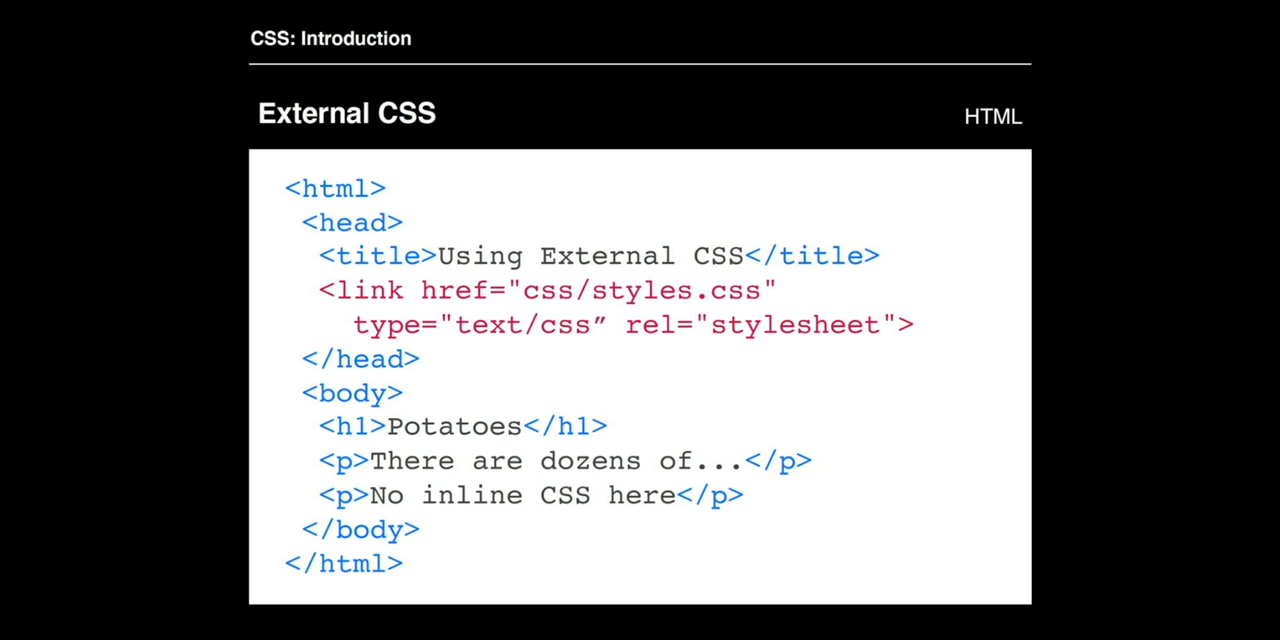 CSS: Introduction
External CSS
HTML
<html>
<head>
<title>Using External CSS</title>
<link href="css/styles.css"
type="text/css” rel="stylesheet">
</head>
<body>
<h1>Potatoes</h1>
<p>There are dozens of...</p>
<p>No inline CSS here</p>
</body>
</html>